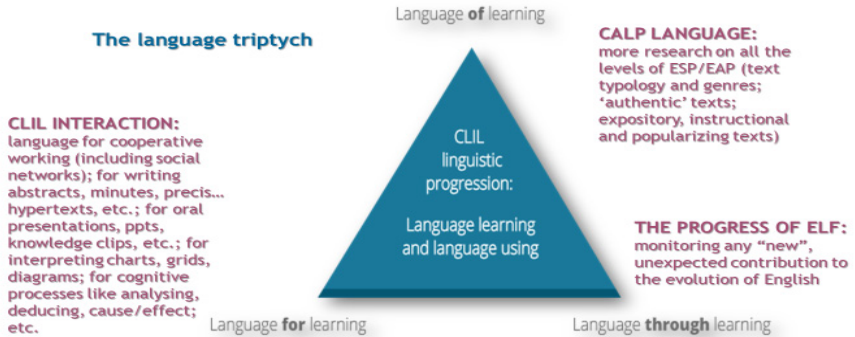 Language of learning
The language triptych
CALP LANGUAGE:
more research on all the
levels of ESP/EAP (text
typology and genres;
‘authentic’ texts;
expository, instructional
and popularizing texts)
CLIL INTERACTION:
language for cooperative
working (including social
networks); for writing
abstracts, minutes, precis...
hypertexts, etc.; for oral
presentations, ppts,
knowledge clips, etc.; for
interpreting charts, grids,
diagrams; for cognitive
processes like analysing,
deducing, cause/effect;
etc.
CLIL
linguistic
progression:
Language learning
and language using
THE PROGRESS OF ELF:
monitoring any “new”,
unexpected contribution to
the evolution of English
Language for learning
Language through learning